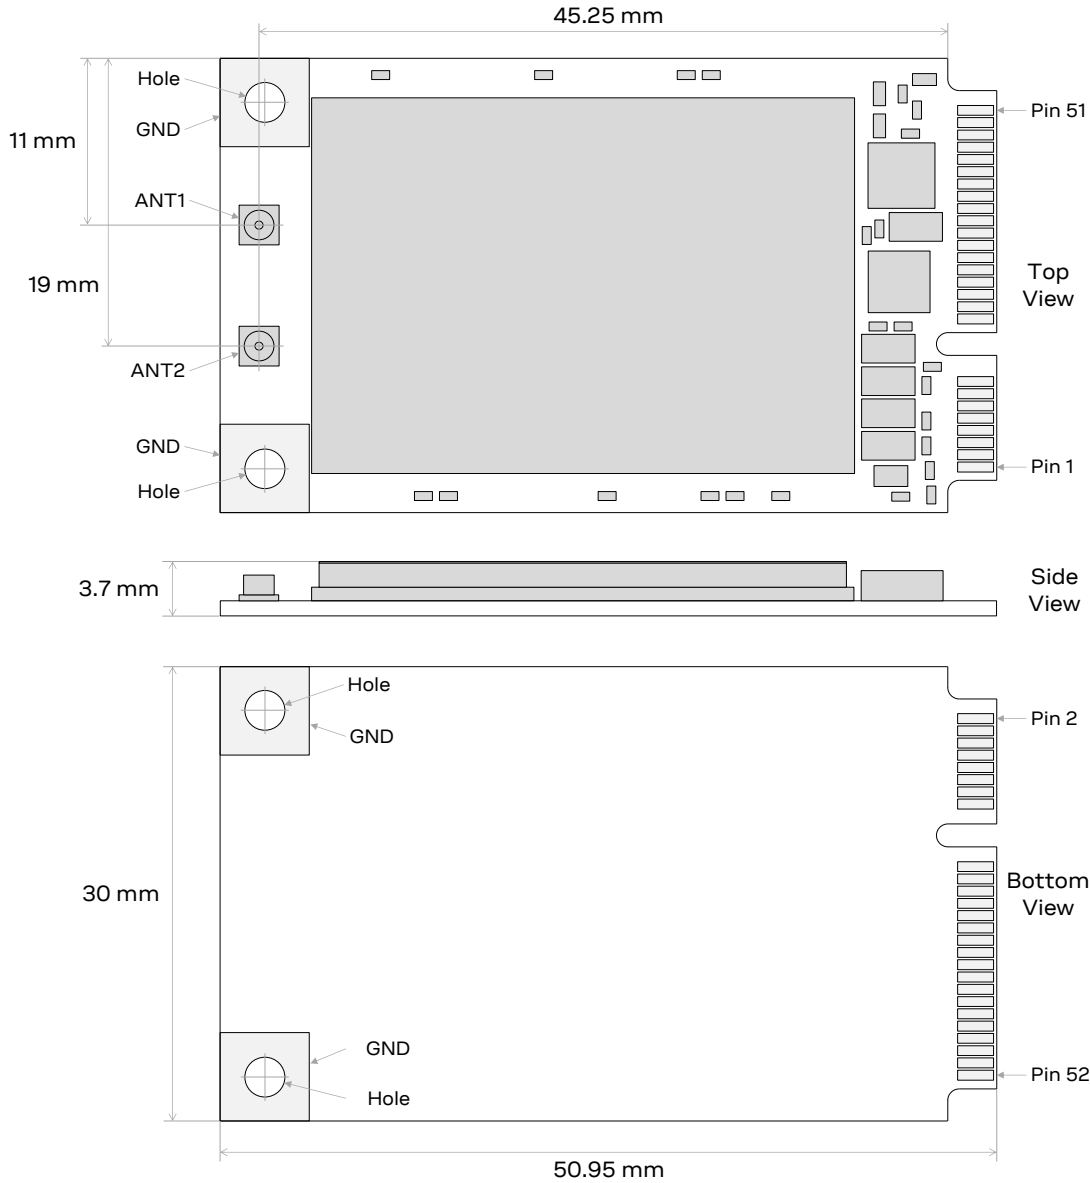 45.25 mm
Hole
GND
Pin 51
11 mm
ANT1
19 mm
Top
View
ANT2
GND
Hole
Pin 1
3.7 mm
Side
View
Hole
GND
Pin 2
30 mm
Bottom
View
GND
Hole
Pin 52
50.95 mm